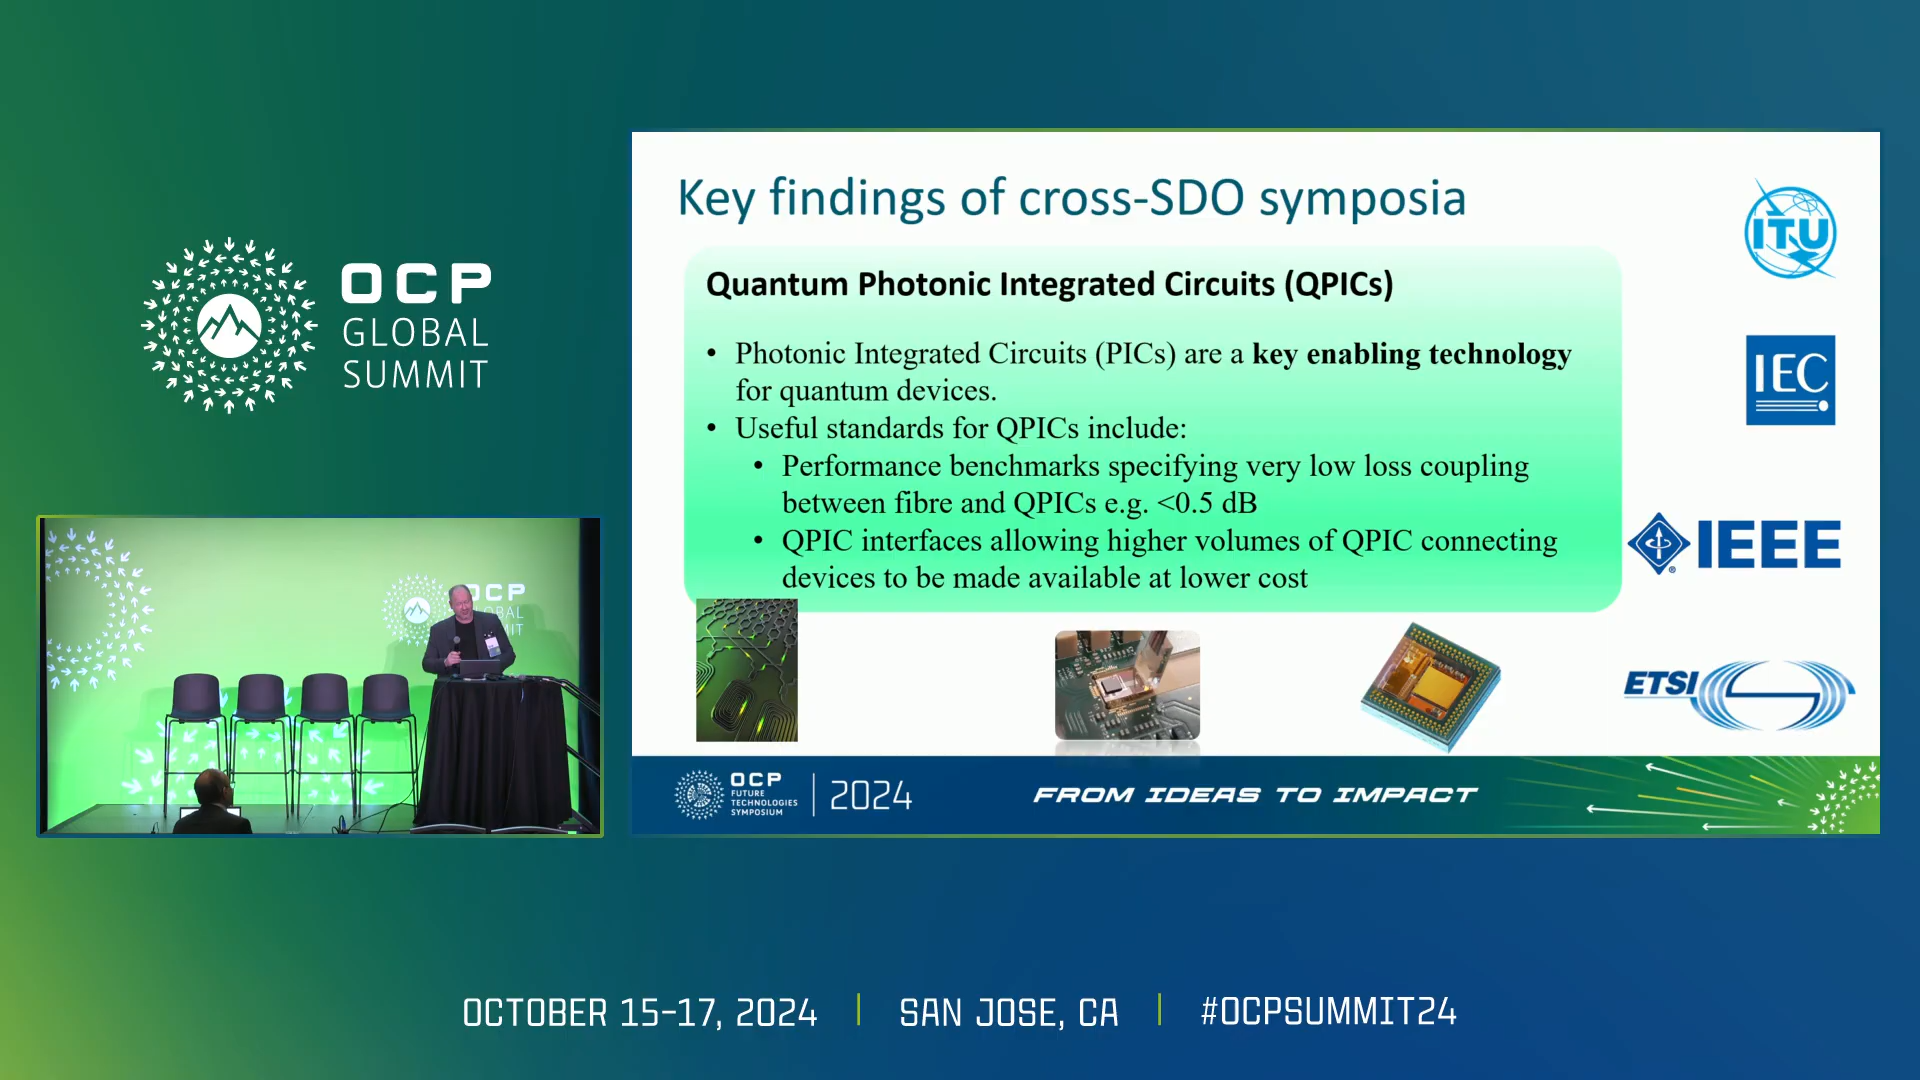 OCP
GLOBAL
SUMMIT
Key findings of cross-SDO symposia
Quantum Photonic Integrated Circuits (QPICs)
• Photonic Integrated Circuits (PICs) are a key enabling technology
for quantum devices.
• Useful standards for QPICs include:
• Performance benchmarks specifying very low loss coupling
between fibre and QPICs e.g. <0.5 dB
• QPIC interfaces allowing higher volumes of QPIC connecting
devices to be made available at lower cost
ITU
IEC
IEEE
®
ETSI
OCP
FUTURE
TECHNOLOGIES
SYMPOSIUM
2024
FROM IDEAS TO IMPACT
OCTOBER 15-17, 2024 | SAN JOSE, CA | #OCPSUMMIT24